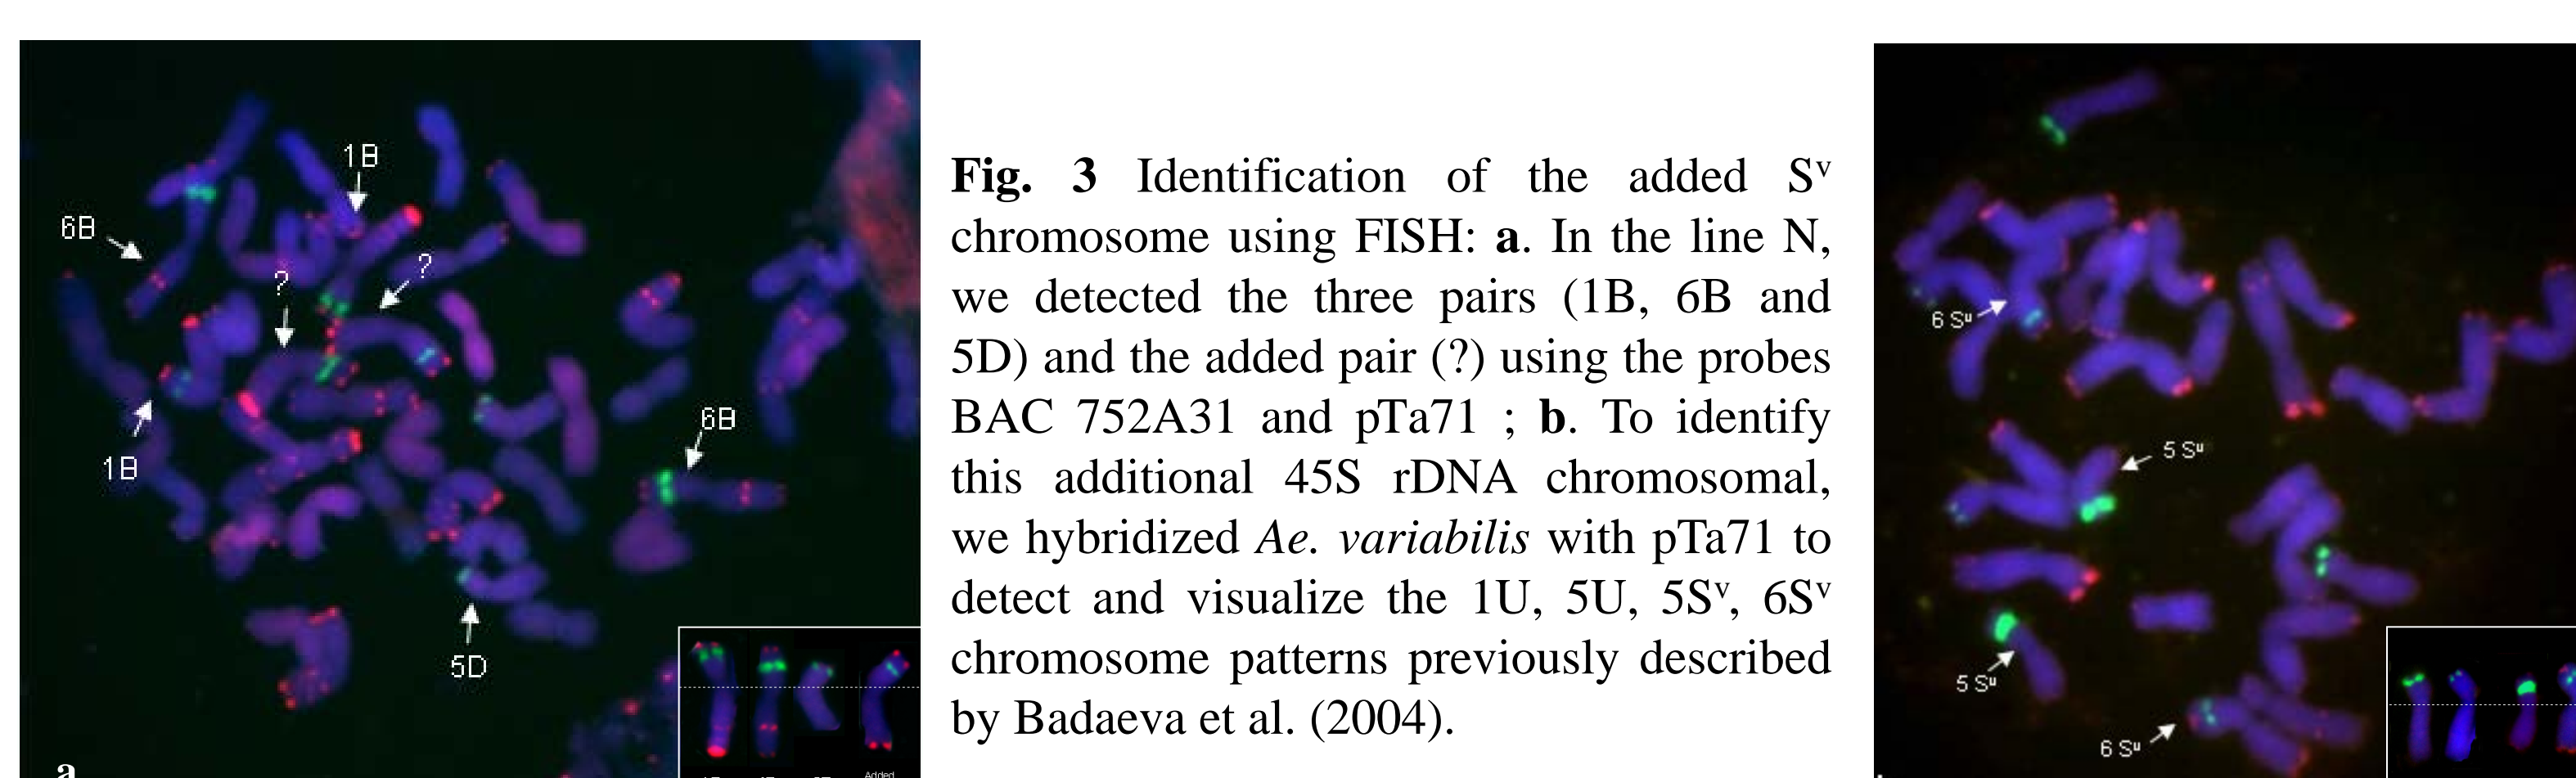 1B
6B
?
?
6B
1B
5D
a
Added
Fig. 3 Identification of the added Sᵛ
chromosome using FISH: a. In the line N,
we detected the three pairs (1B, 6B and
5D) and the added pair (?) using the probes
BAC 752A31 and pTa71 ; b. To identify
this additional 45S rDNA chromosomal,
we hybridized Ae. variabilis with pTa71 to
detect and visualize the 1U, 5U, 5Sᵛ, 6Sᵛ
chromosome patterns previously described
by Badaeva et al. (2004).
6 Sᵘ
5 Sᵘ
5 Sᵘ
6 Sᵘ